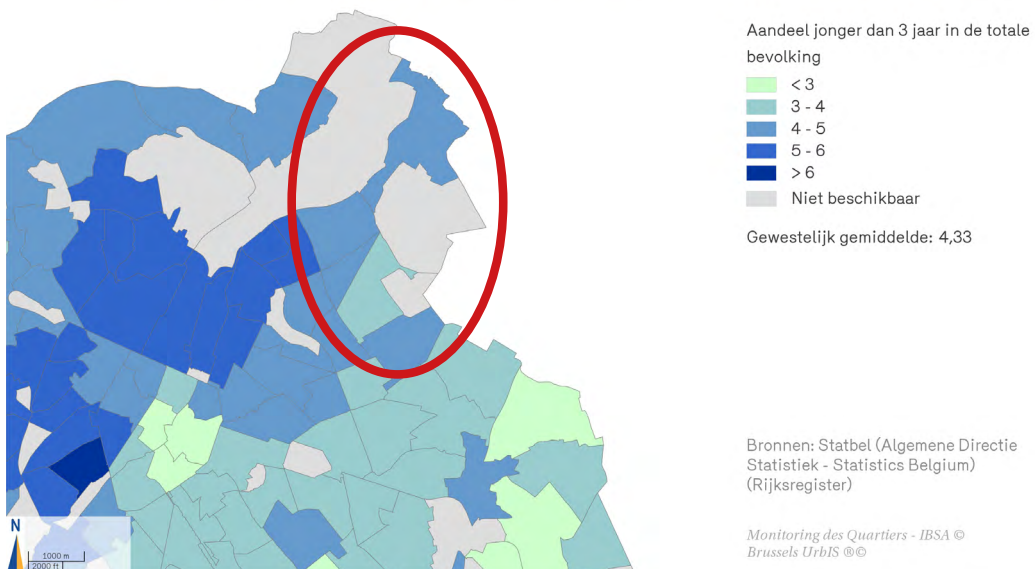 Aandeel jonger dan 3 jaar in de totale
bevolking
< 3
3 - 4
4 - 5
5 - 6
> 6
Niet beschikbaar
Gewestelijk gemiddelde: 4,33
Bronnen: Statbel (Algemene Directie
Statistiek - Statistics Belgium)
(Rijksregister)
Monitoring des Quartiers - IBSA ©
Brussels UrbIS ®©
N
1000 m
2000 ft